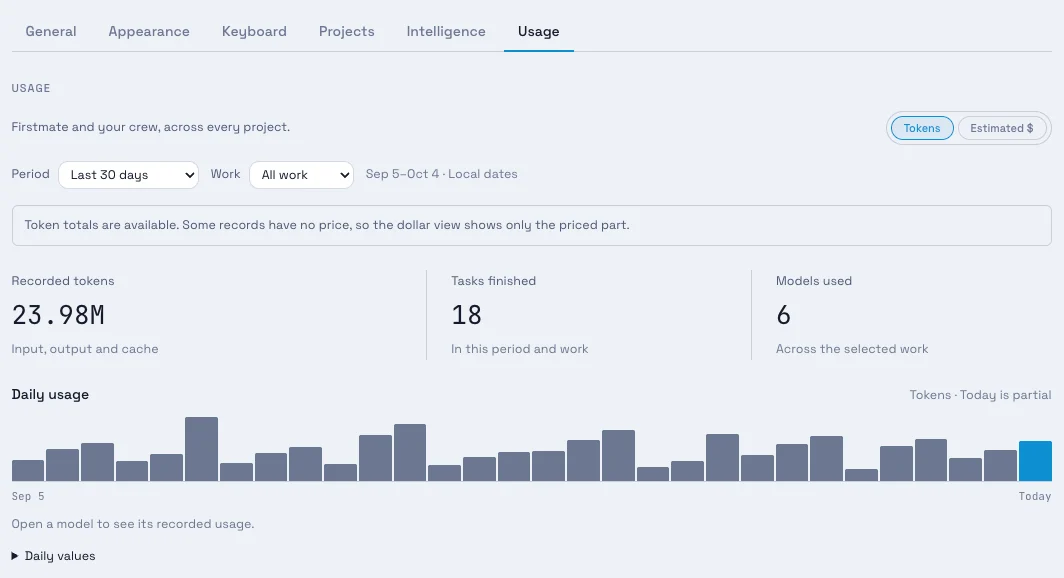 General Appearance Keyboard Projects Intelligence Usage
USAGE
Firstmate and your crew, across every project.
Tokens Estimated $
Period Last 30 days Work All work Sep 5–Oct 4 · Local dates
Token totals are available. Some records have no price, so the dollar view shows only the priced part.
Recorded tokens
23.98M
Input, output and cache
Tasks finished
18
In this period and work
Models used
6
Across the selected work
Daily usage
Tokens · Today is partial
Sep 5
Today
Open a model to see its recorded usage.
Daily values